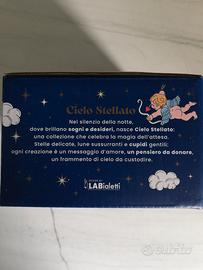 Cielo Stellato
Nel silenzio della notte,
dove brillano sogni e desideri, nasce Cielo Stellato:
una collezione che celebra la magia dell'attesa.
Stelle delicate, lune sussurranti e cupidi gentili:
ogni creazione è un messaggio d'amore, un pensiero da donare,
un frammento di cielo da custodire.
LABialetti
subito